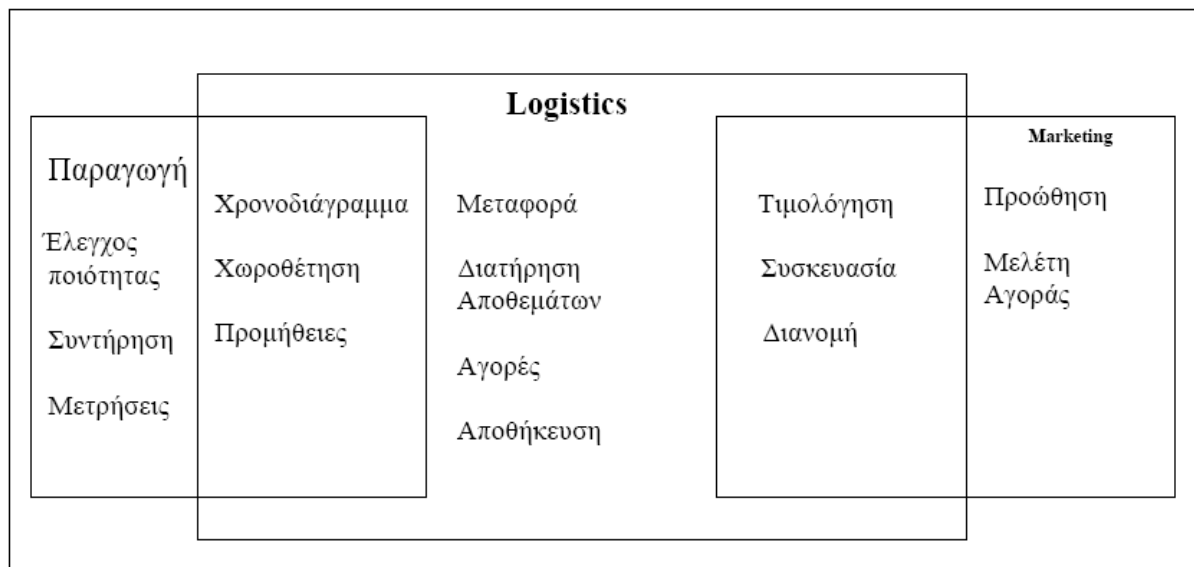 Logistics
Παραγωγή
Έλεγχος
ποιότητας
Συντήρηση
Μετρήσεις
Χρονοδιάγραμμα
Χωροθέτηση
Προμήθειες
Μεταφορά
Διατήρηση
Αποθεμάτων
Αγορές
Αποθήκευση
Τιμολόγηση
Συσκευασία
Διανομή
Marketing
Προώθηση
Μελέτη
Αγοράς